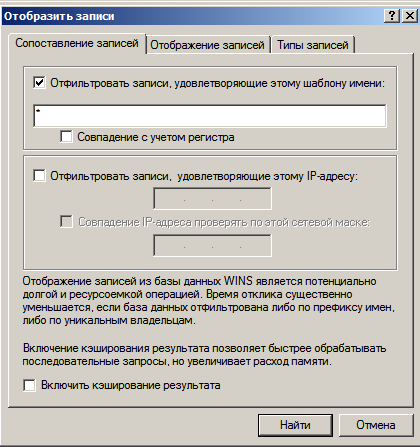 Отобразить записи
Сопоставление записей Отображение записей Типы записей
Отфильтровать записи, удовлетворяющие этому шаблону имени:
*
Совпадение с учетом регистра
Отфильтровать записи, удовлетворяющие этому IP-адресу:
. . .
Совпадение IP-адреса проверять по этой сетевой маске:
. . .
Отображение записей из базы данных WINS является потенциально
долгой и ресурсоемкой операцией. Время отклика существенно
уменьшается, если база данных отфильтрована либо по префиксу имен,
либо по уникальным владельцам.
Включение кэширования результата позволяет быстрее обрабатывать
последовательные запросы, но увеличивает расход памяти.
Включить кэширование результата
Найти Отмена